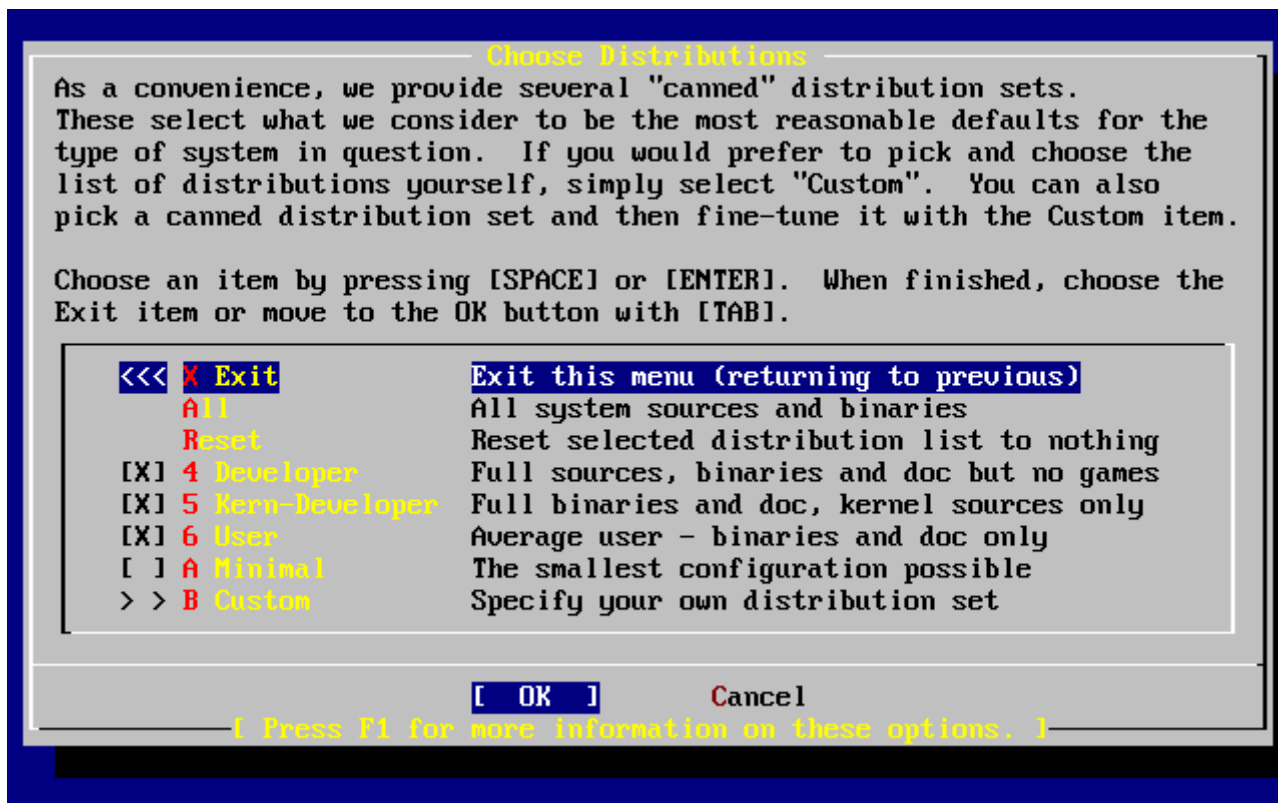 Choose Distributions
As a convenience, we provide several "canned" distribution sets.
These select what we consider to be the most reasonable defaults for the
type of system in question.  If you would prefer to pick and choose the
list of distributions yourself, simply select "Custom".  You can also
pick a canned distribution set and then fine-tune it with the Custom item.
Choose an item by pressing [SPACE] or [ENTER].  When finished, choose the
Exit item or move to the OK button with [TAB].
<<< X Exit Exit this menu (returning to previous)
All All system sources and binaries
Reset Reset selected distribution list to nothing
[X] 4 Developer Full sources, binaries and doc but no games
[X] 5 Kern-Developer Full binaries and doc, kernel sources only
[X] 6 User Average user - binaries and doc only
[ ] A Minimal The smallest configuration possible
> > B Custom Specify your own distribution set
[ OK ] Cancel
[ Press F1 for more information on these options. ]